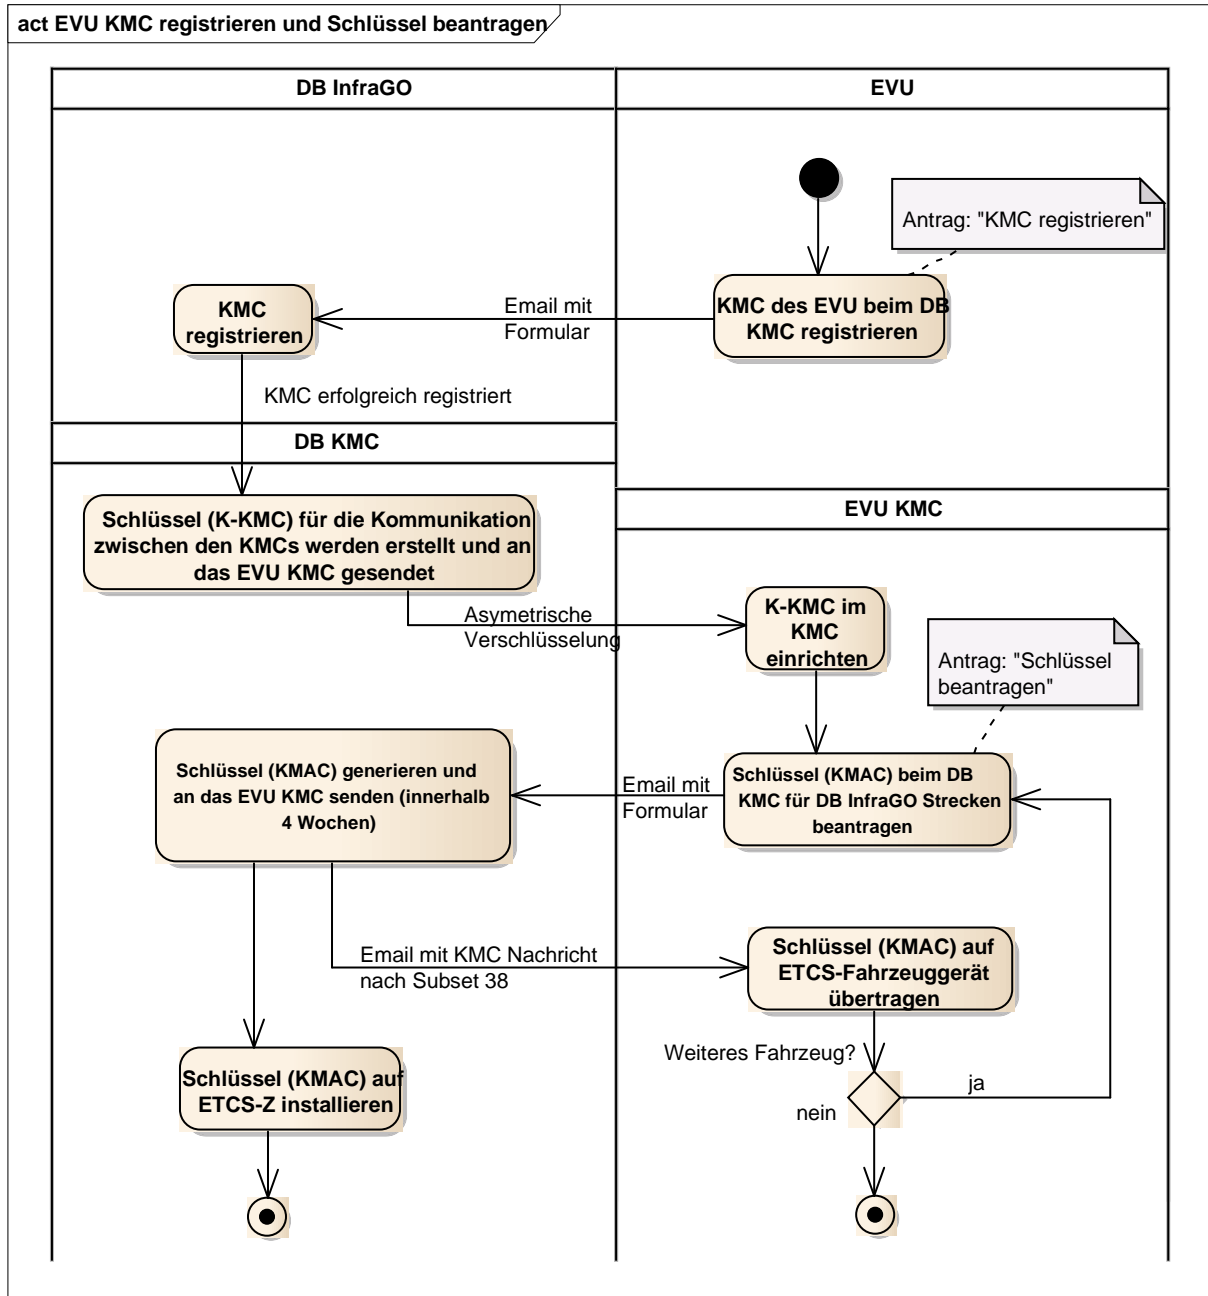 act EVU KMC registrieren und Schlüssel beantragen
DB InfraGO
EVU
Antrag: "KMC registrieren"
KMC des EVU beim DB
KMC registrieren
Email mit
Formular
KMC
registrieren
KMC erfolgreich registriert
DB KMC
EVU KMC
Schlüssel (K-KMC) für die Kommunikation
zwischen den KMCs werden erstellt und an
das EVU KMC gesendet
Asymetrische
Verschlüsselung
K-KMC im
KMC
einrichten
Antrag: "Schlüssel
beantragen"
Schlüssel (KMAC) beim DB
KMC für DB InfraGO Strecken
beantragen
Email mit
Formular
Schlüssel (KMAC) generieren und
an das EVU KMC senden (innerhalb
4 Wochen)
Email mit KMC Nachricht
nach Subset 38
Schlüssel (KMAC) auf
ETCS-Fahrzeuggerät
übertragen
Weiteres Fahrzeug?
ja
nein
Schlüssel (KMAC) auf
ETCS-Z installieren